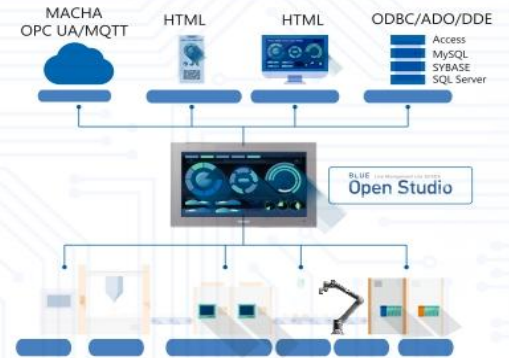 MACHA
OPC UA/MQTT
HTML
HTML
ODBC/ADO/DDE
Access
MySQL
SYBASE
SQL Server
BLUE
Open Studio